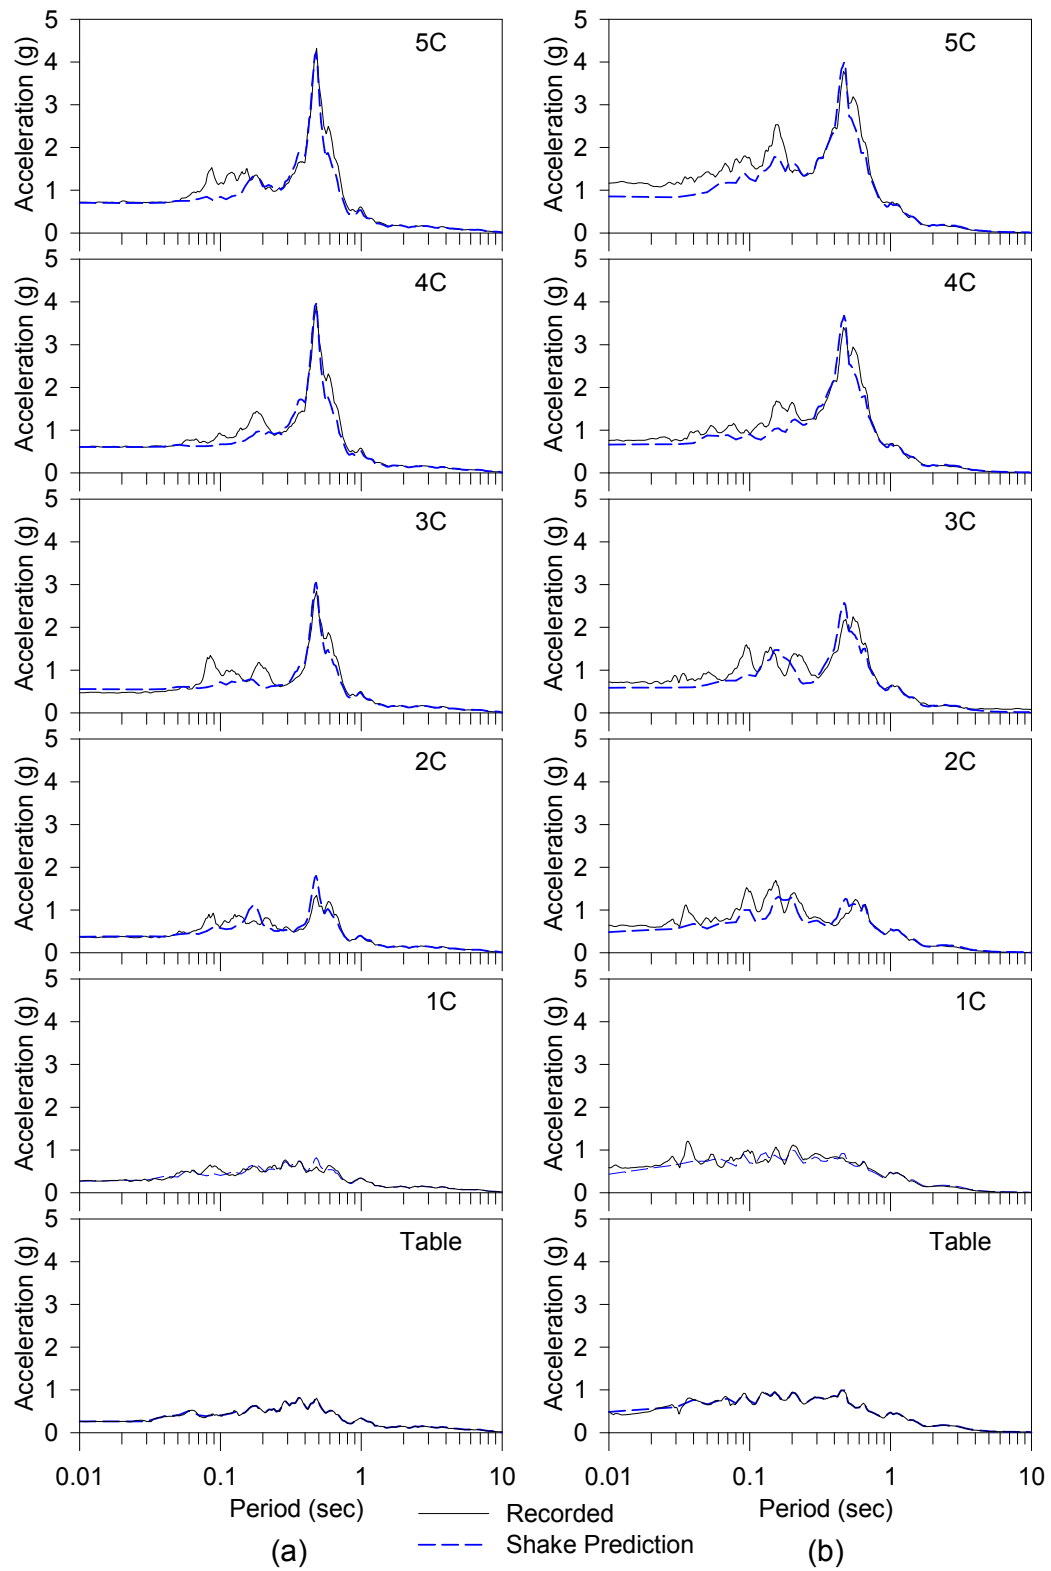 5
4
3
2
1
0
Acceleration (g)
5C
5
4
3
2
1
0
Acceleration (g)
5C
5
4
3
2
1
0
Acceleration (g)
4C
5
4
3
2
1
0
Acceleration (g)
4C
5
4
3
2
1
0
Acceleration (g)
3C
5
4
3
2
1
0
Acceleration (g)
3C
5
4
3
2
1
0
Acceleration (g)
2C
5
4
3
2
1
0
Acceleration (g)
2C
5
4
3
2
1
0
Acceleration (g)
1C
5
4
3
2
1
0
Acceleration (g)
1C
5
4
3
2
1
0
Acceleration (g)
Table
5
4
3
2
1
0
Acceleration (g)
Table
0.01 0.1 1 10
Period (sec)
0.01 0.1 1 10
Period (sec)
Recorded
Shake Prediction
(a)
(b)